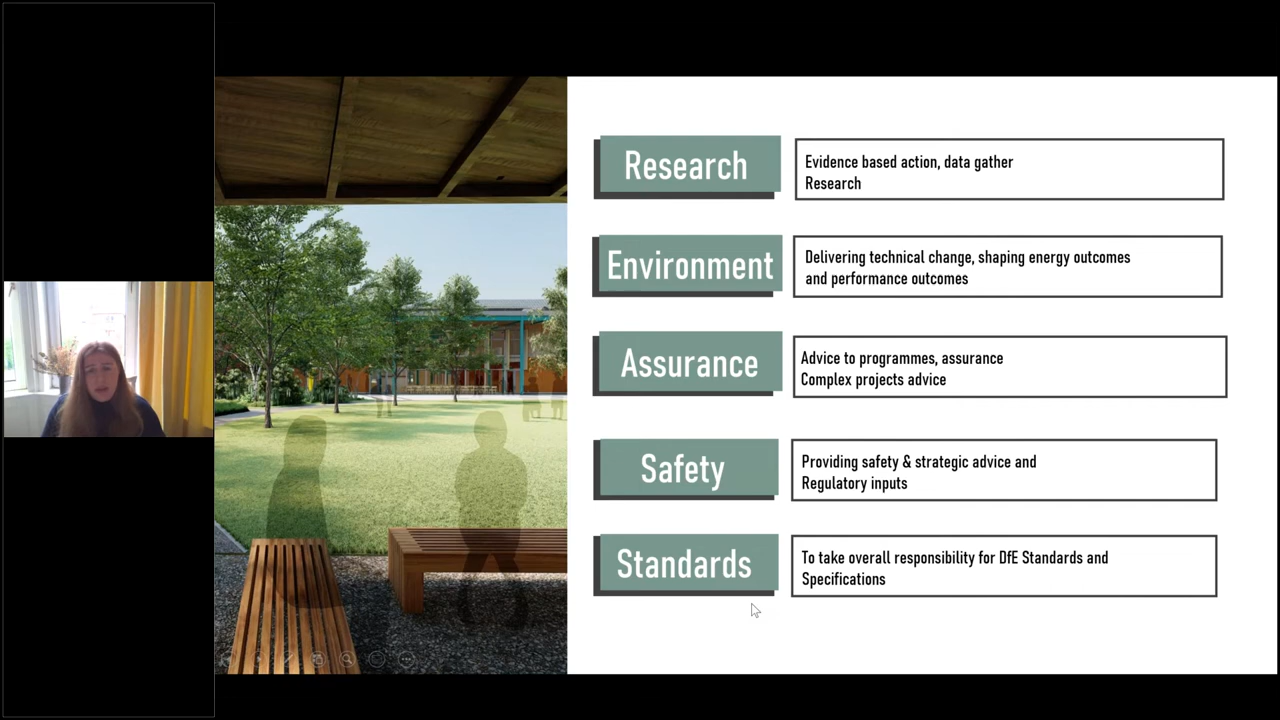 Research
Evidence based action, data gather
Research
Environment
Delivering technical change, shaping energy outcomes
and performance outcomes
Assurance
Advice to programmes, assurance
Complex projects advice
Safety
Providing safety & strategic advice and
Regulatory inputs
Standards
To take overall responsibility for DfE Standards and
Specifications